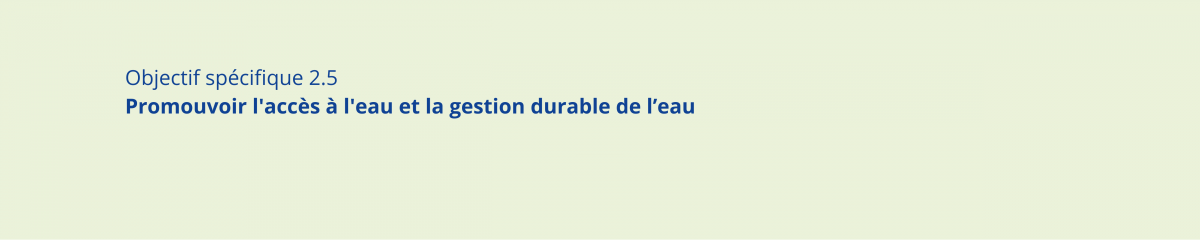 Objectif spécifique 2.5
Promouvoir l'accès à l'eau et la gestion durable de l’eau